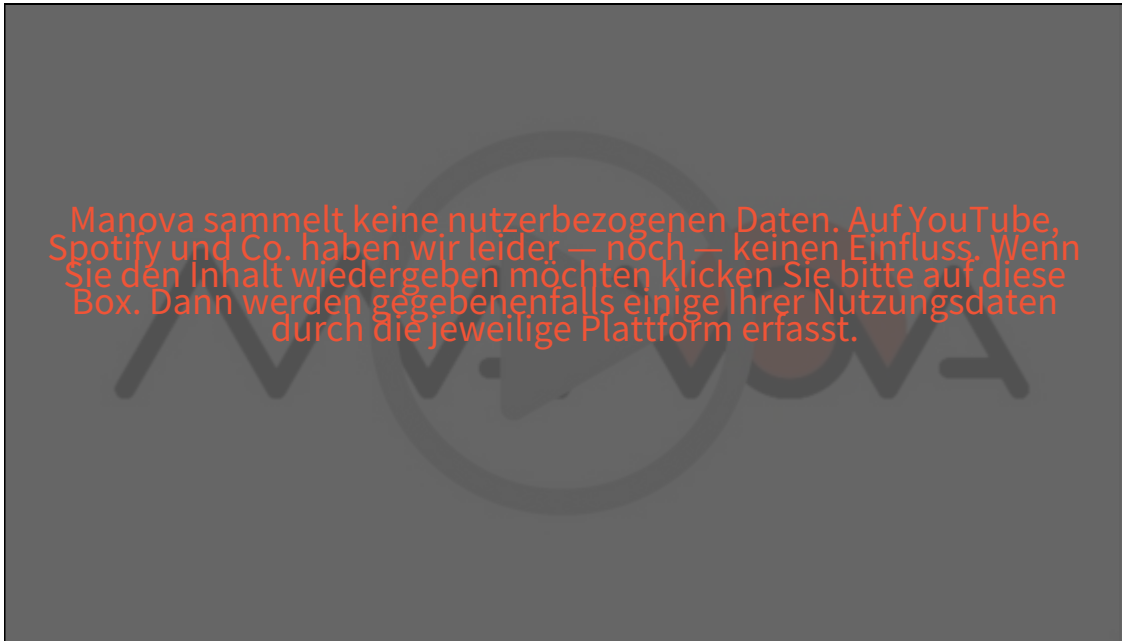 Manova sammelt keine nutzerbezogenen Daten. Auf YouTube,
Spotify und Co. haben wir leider — noch — keinen Einfluss. Wenn
Sie den Inhalt wiedergeben möchten klicken Sie bitte auf diese
Box. Dann werden gegebenenfalls einige Ihrer Nutzungsdaten
durch die jeweilige Plattform erfasst.
MANOVA